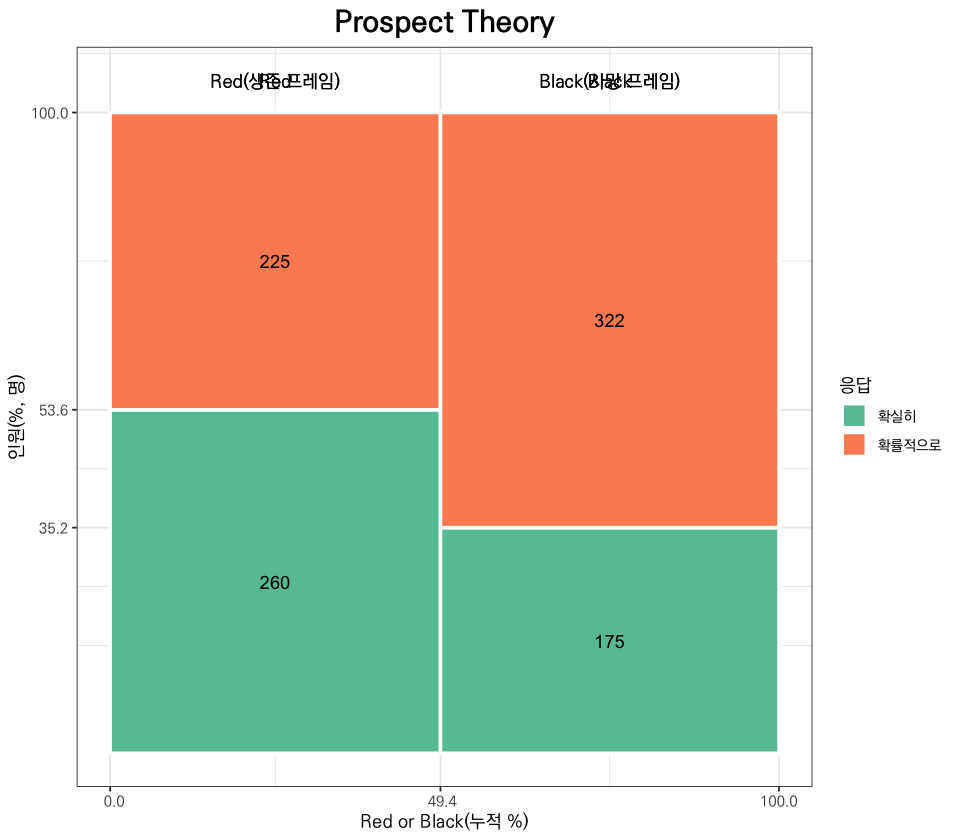 Prospect Theory
Red(생존 프레임)
Red
Black(사망 프레임)
Black
100.0
53.6
35.2
225
322
260
175
인원(%, 명)
응답
확실히
확률적으로
0.0
49.4
100.0
Red or Black(누적 %)